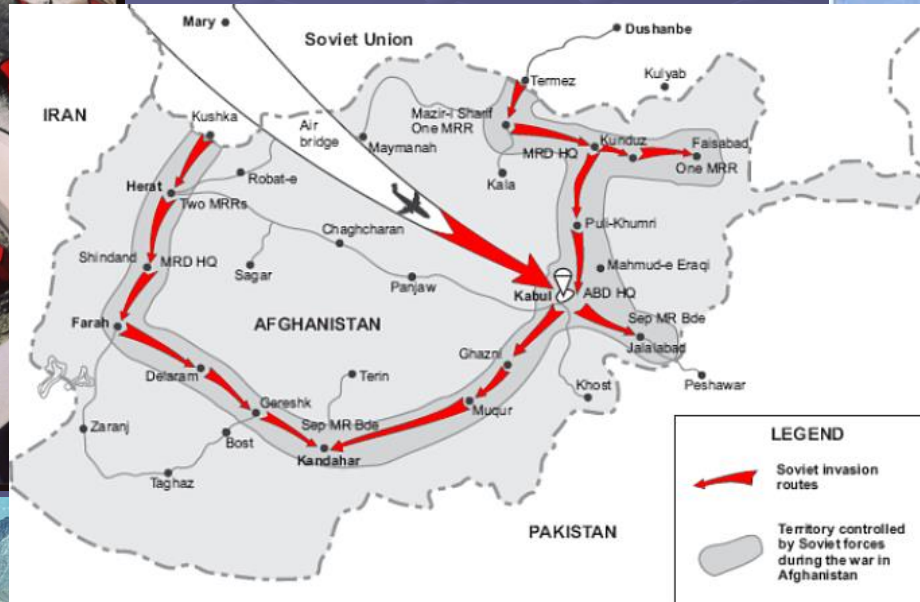 Mary
Dushanbe
Soviet Union
Termez
Kulyab
IRAN
Kushka
Air
bridge
Mazir-i Sharif
One MRR
Maymanah
MRD HQ
Kunduz
Faisabad
One MRR
Kala
Robat-e
Herat
Two MRRs
Puli-Khumri
Chaghcharan
Shindand
MRD HQ
Sagar
Panjaw
Mahmud-e Eraqi
Kabul
ABD HQ
Farah
AFGHANISTAN
Sep MR Bde
Jalalabad
Ghazni
Delaram
Terin
Khost
Peshawar
Gereshk
Muqur
Zaranj
Bost
Sep MR Bde
Kandahar
Taghaz
PAKISTAN
LEGEND
Soviet invasion
routes
Territory controlled
by Soviet forces
during the war in
Afghanistan